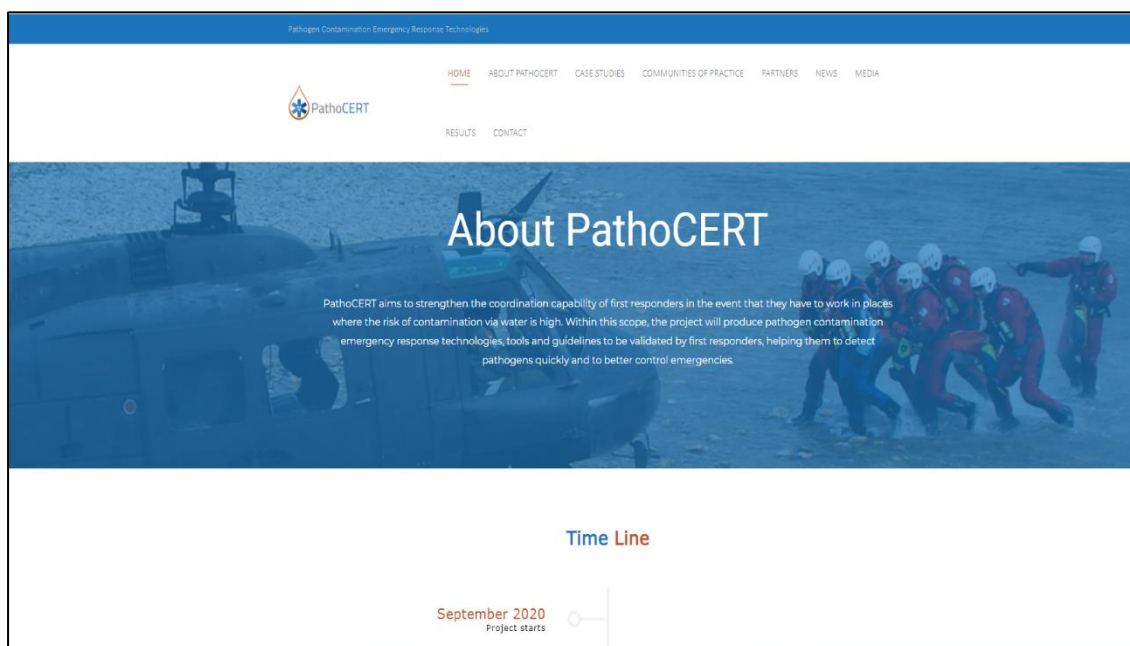 Pathogen Contamination Emergency Response Technologies
HOME ABOUT PATHOCERT CASE STUDIES COMMUNITIES OF PRACTICE PARTNERS NEWS MEDIA
PathoCERT
RESULTS CONTACT
About PathoCERT
PathoCERT aims to strengthen the coordination capability of first responders in the event that they have to work in places
where the risk of contamination via water is high. Within this scope, the project will produce pathogen contamination
emergency response technologies, tools and guidelines to be validated by first responders, helping them to detect
pathogens quickly and to better control emergencies.
Time Line
September 2020
Project starts